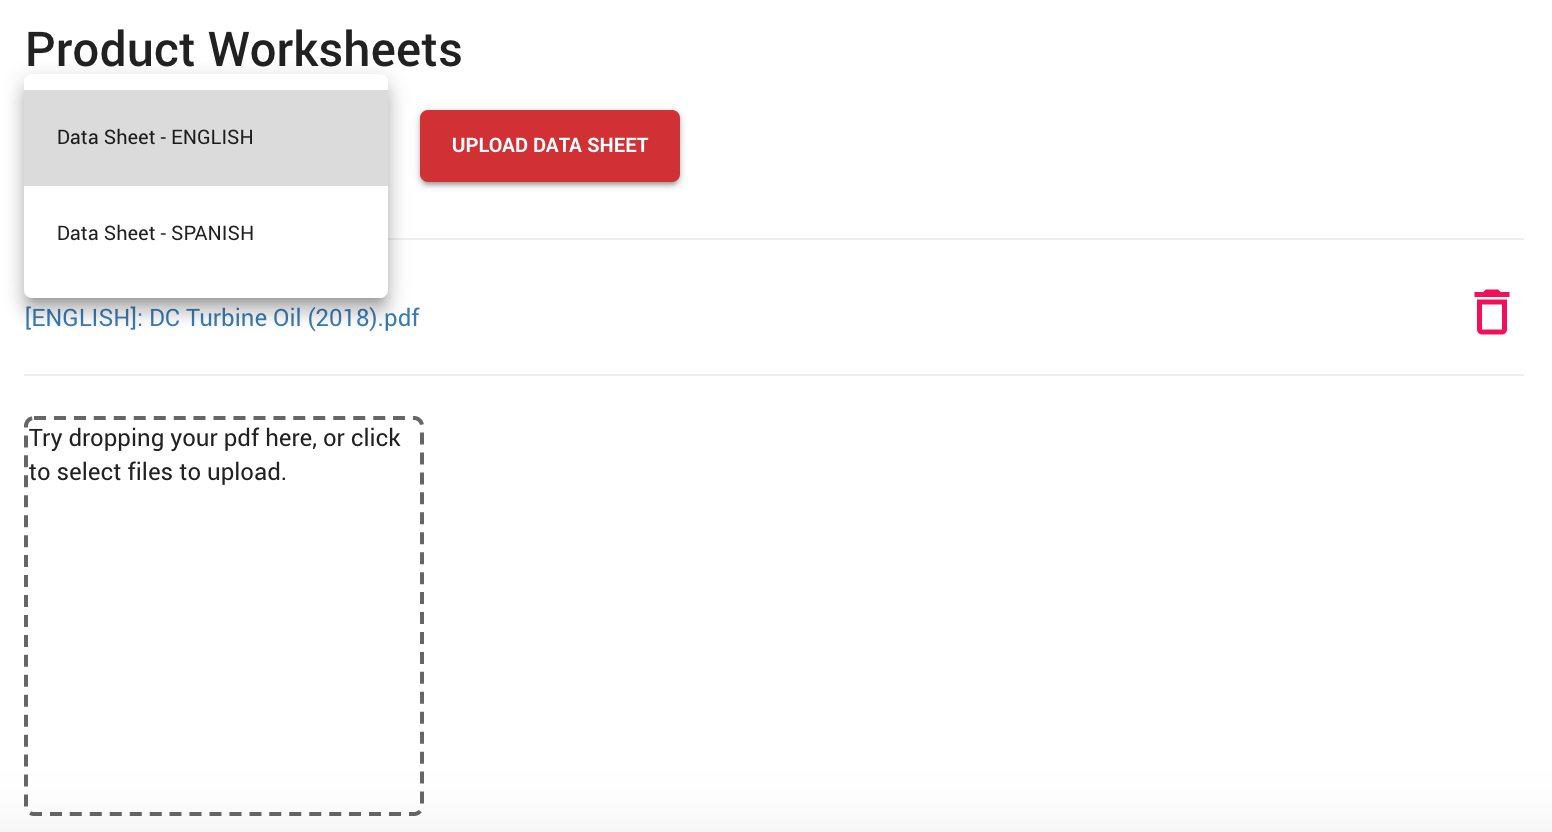 Product Worksheets
Data Sheet - ENGLISH
UPLOAD DATA SHEET
Data Sheet - SPANISH
[ENGLISH]: DC Turbine Oil (2018).pdf
Try dropping your pdf here, or click
to select files to upload.